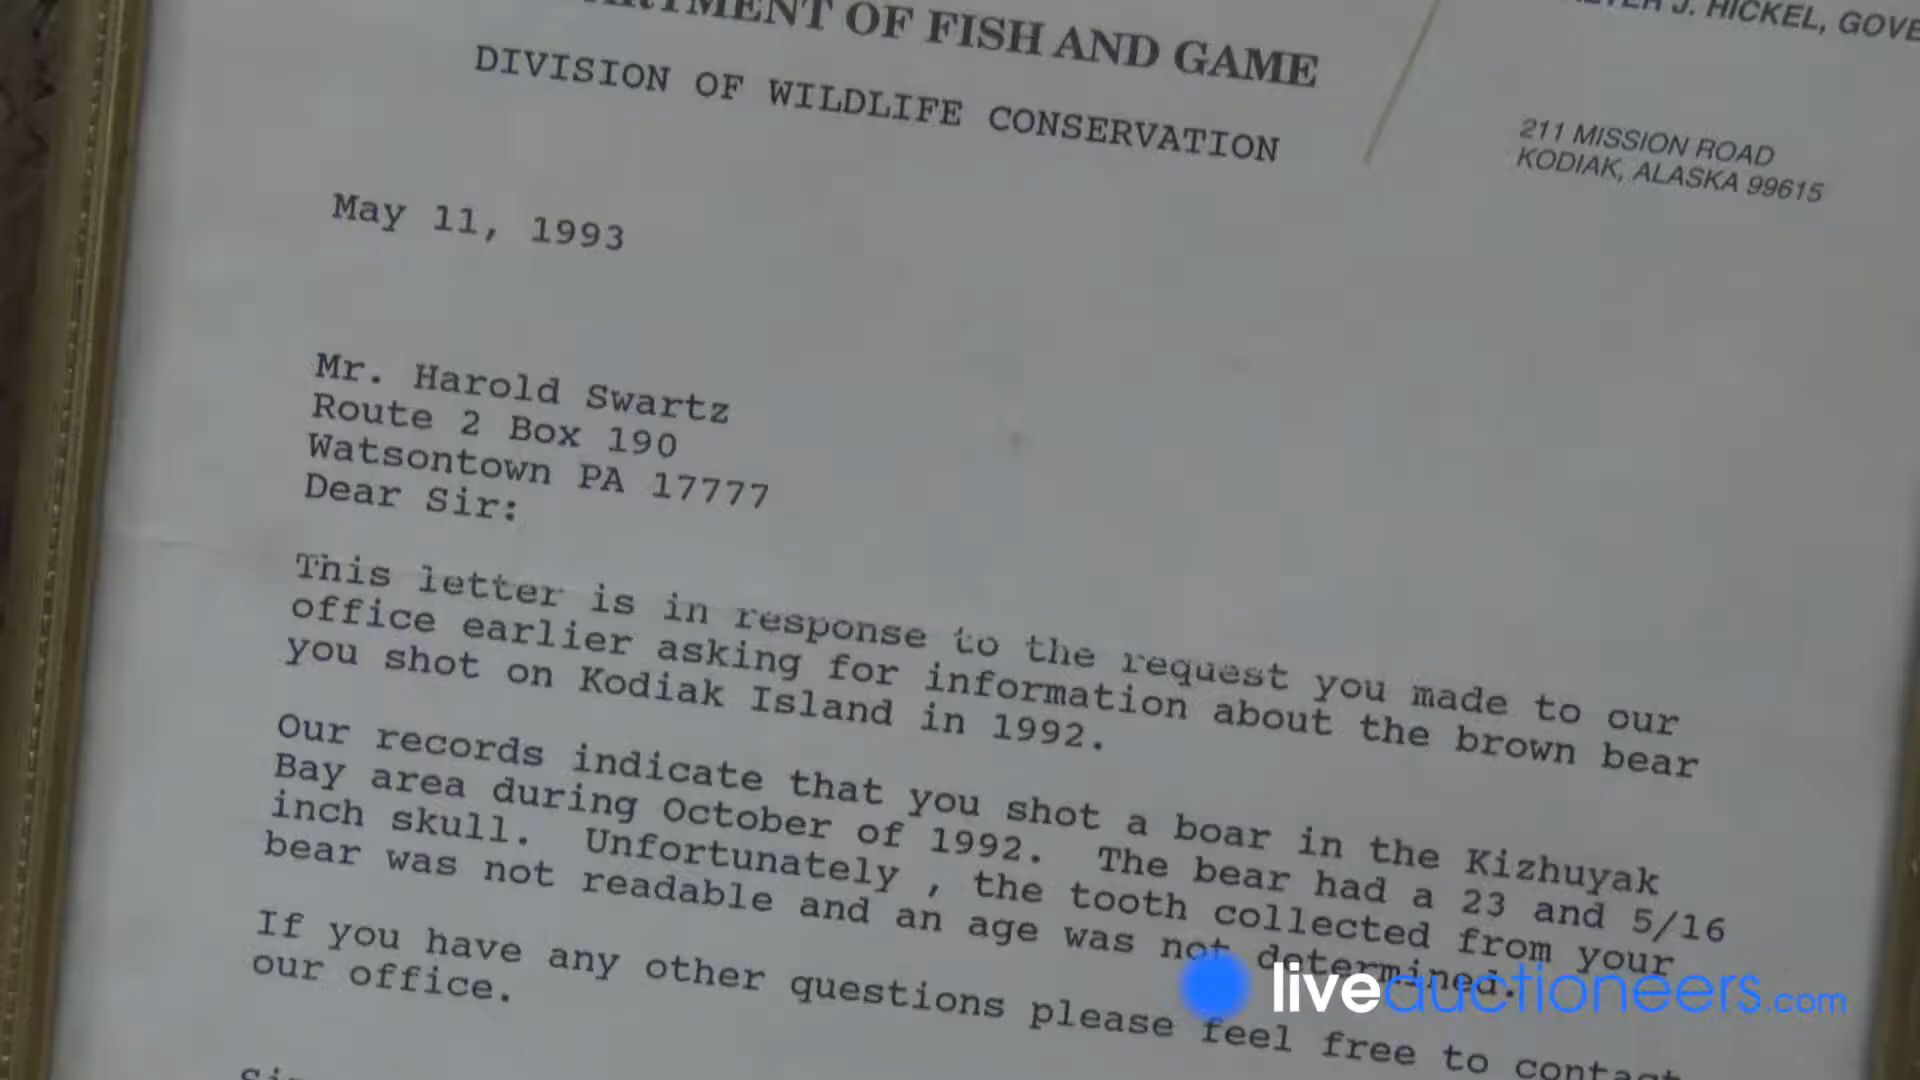 OF FISH AND GAME
J. HICKEL,
DIVISION OF WILDLIFE CONSERVATION
211 MISSION ROAD
KODIAK, ALASKA 99615
May 11, 1993
Mr. Harold Swartz
Route 2 Box 190
Watsontown PA 17777
Dear Sir:
This letter is in response to the request you made to our
office earlier asking for information about the brown bear
you shot on Kodiak Island in 1992.
Our records indicate that you shot a boar in the Kizhuyak
Bay area during October of 1992. The bear had a 23 and 5/16
inch skull. Unfortunately , the tooth collected from your
bear was not readable and an age was not determined.
If you have any other questions please feel free to contact
our office.
liveauctioneers.com